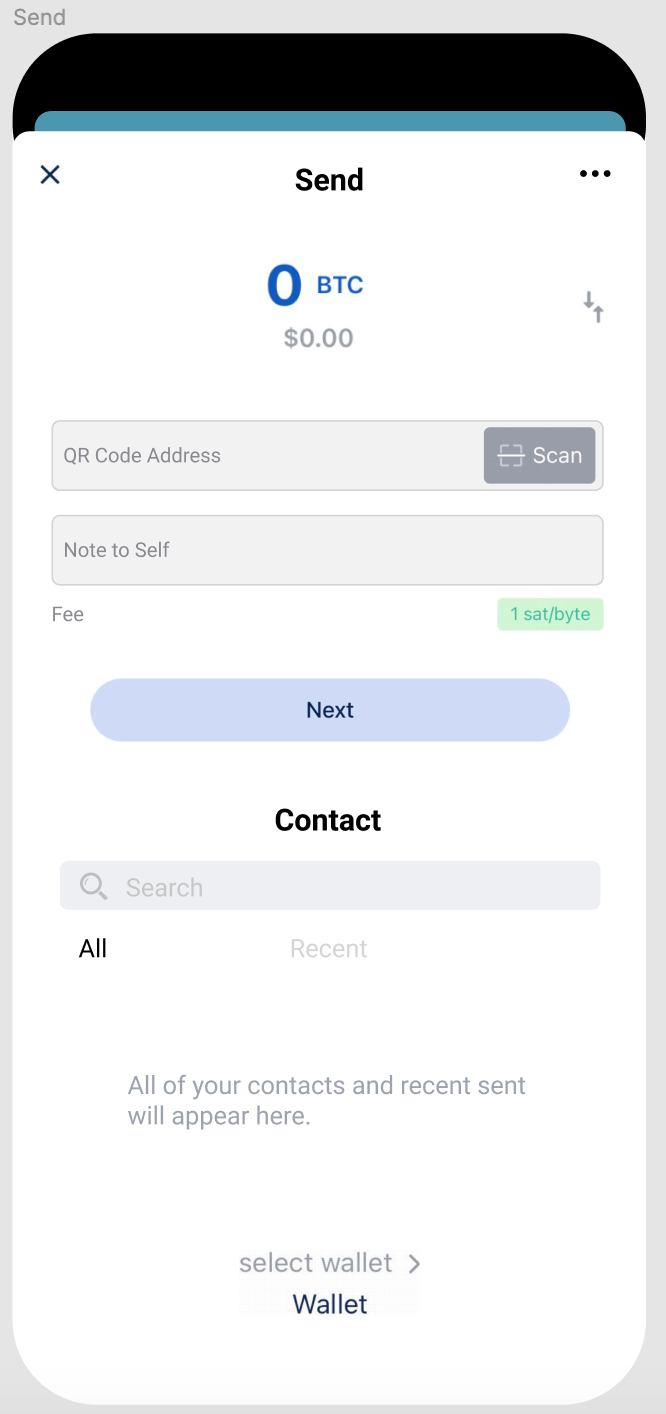 Send
Send
0 BTC
$0.00
QR Code Address
Scan
Note to Self
Fee
1 sat/byte
Next
Contact
Search
All
Recent
All of your contacts and recent sent
will appear here.
select wallet
Wallet